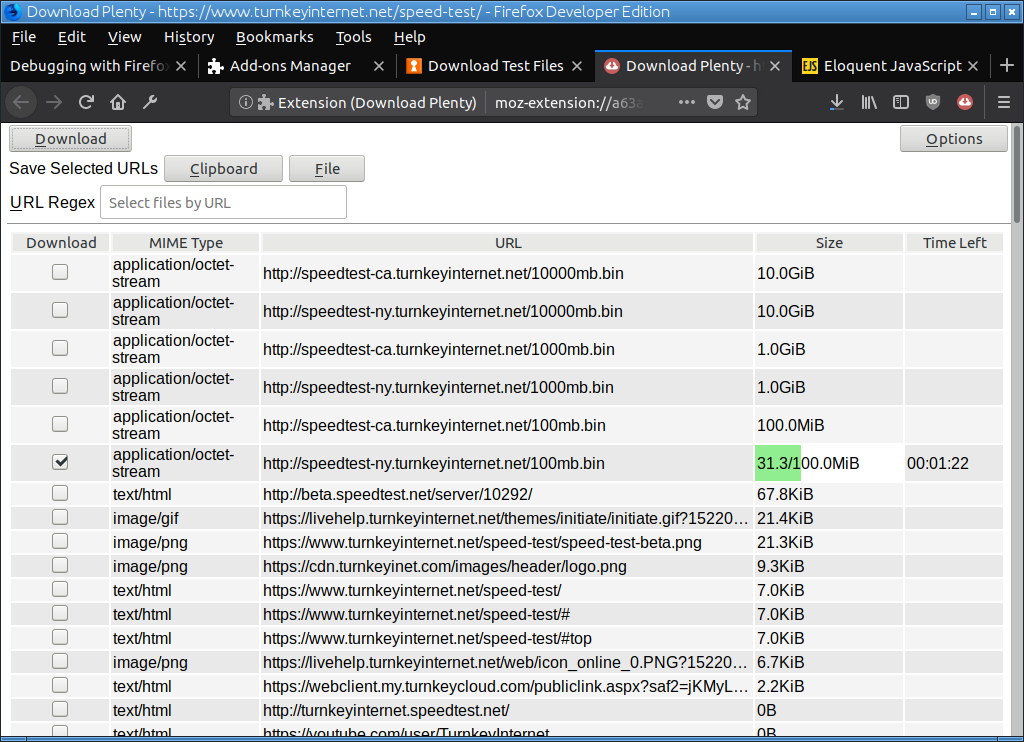 Download Plenty - https://www.turnkeyinternet.net/speed-test/ - Firefox Developer Edition
File Edit View History Bookmarks Tools Help
Debugging with Firefo Add-ons Manager Download Test Files Download Plenty - h Eloquent JavaScript
Extension (Download Plenty) moz-extension://a63a
Download Options
Save Selected URLs Clipboard File
URL Regex Select files by URL
Download MIME Type URL Size Time Left
application/octet-
stream http://speedtest-ca.turnkeyinternet.net/10000mb.bin 10.0GiB
application/octet-
stream http://speedtest-ny.turnkeyinternet.net/10000mb.bin 10.0GiB
application/octet-
stream http://speedtest-ca.turnkeyinternet.net/1000mb.bin 1.0GiB
application/octet-
stream http://speedtest-ny.turnkeyinternet.net/1000mb.bin 1.0GiB
application/octet-
stream http://speedtest-ca.turnkeyinternet.net/100mb.bin 100.0MiB
application/octet-
stream http://speedtest-ny.turnkeyinternet.net/100mb.bin 31.3/100.0MiB 00:01:22
text/html http://beta.speedtest.net/server/10292/ 67.8KiB
image/gif https://livehelp.turnkeyinternet.net/themes/initiate/initiate.gif?15220... 21.4KiB
image/png https://www.turnkeyinternet.net/speed-test/speed-test-beta.png 21.3KiB
image/png https://cdn.turnkeyinet.com/images/header/logo.png 9.3KiB
text/html https://www.turnkeyinternet.net/speed-test/ 7.0KiB
text/html https://www.turnkeyinternet.net/speed-test/# 7.0KiB
text/html https://www.turnkeyinternet.net/speed-test/#top 7.0KiB
image/png https://livehelp.turnkeyinternet.net/web/icon_online_0.PNG?15220... 6.7KiB
text/html https://webclient.my.turnkeycloud.com/publiclink.aspx?saf2=jKMyL... 2.2KiB
text/html http://turnkeyinternet.speedtest.net/ 0B
text/html https://youtube.com/user/TurnkeyInternet 0B